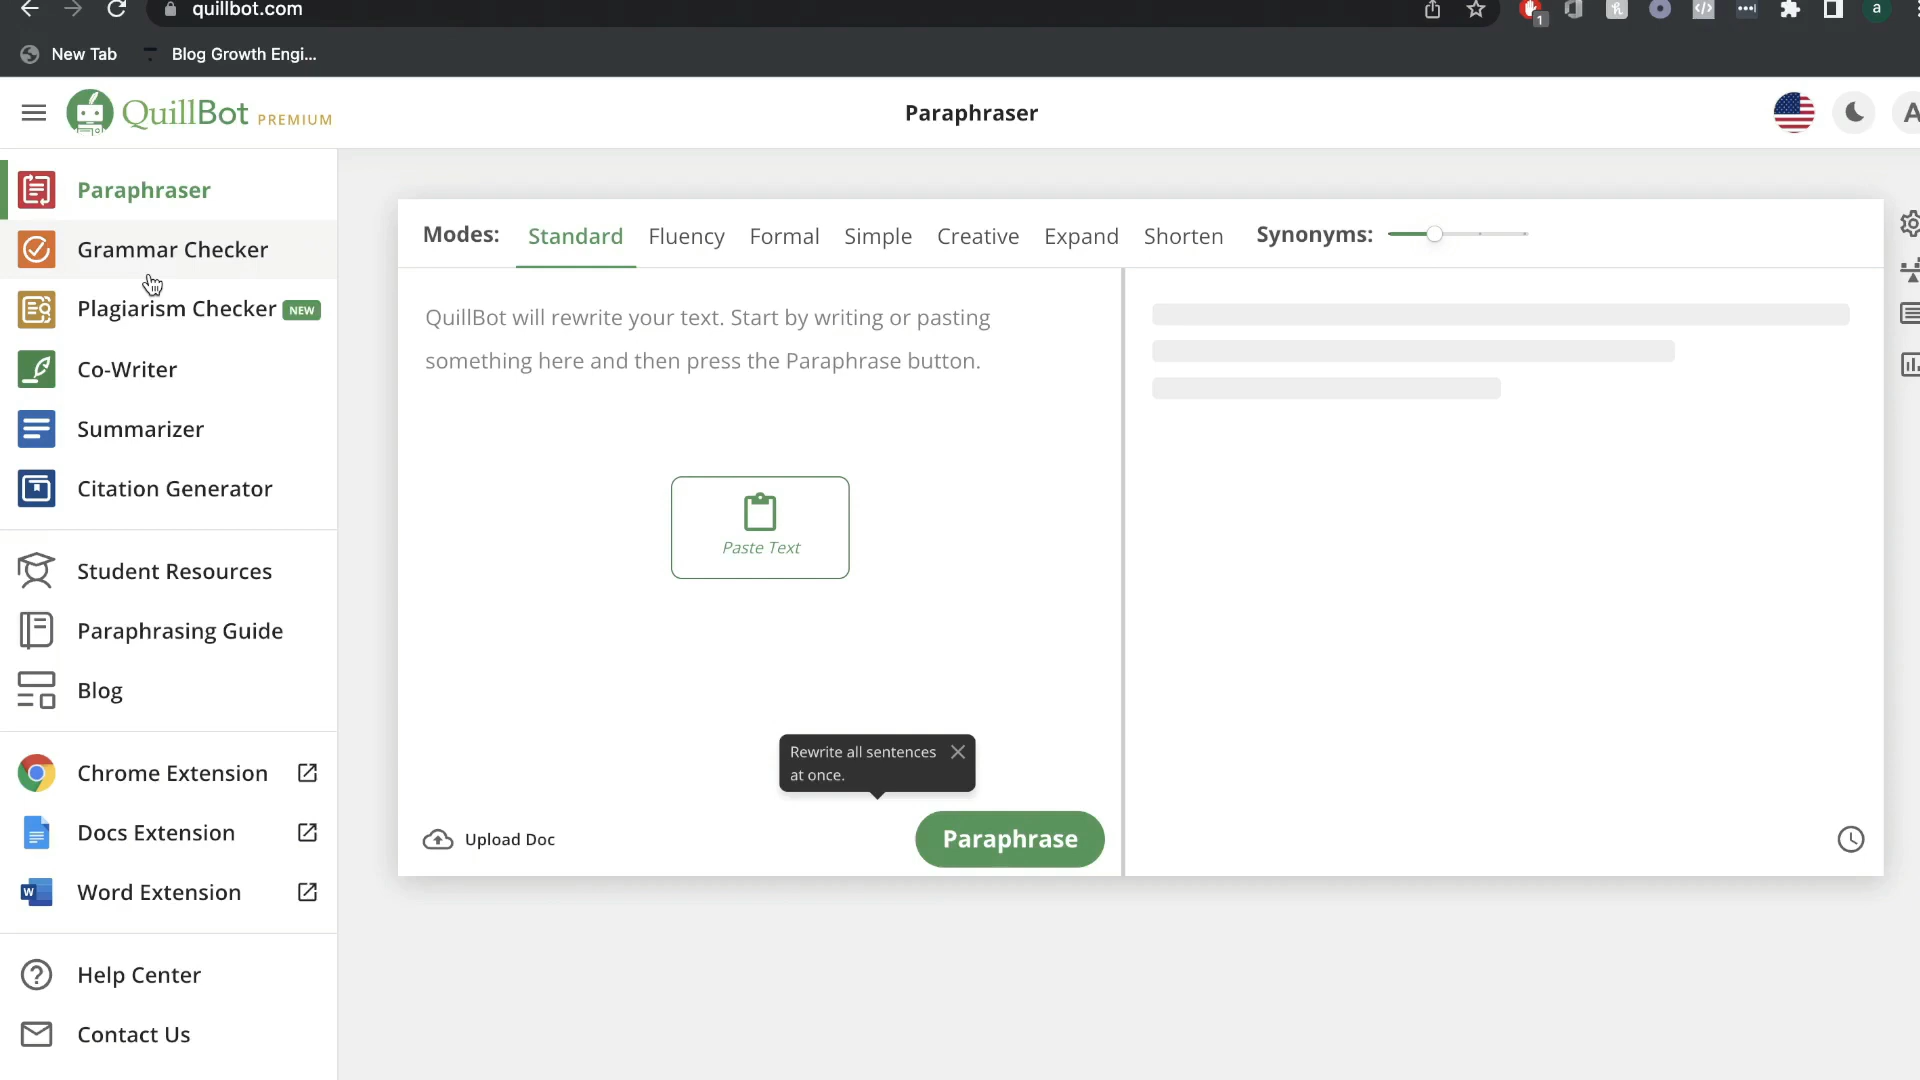 quillbot.com
1
a
New Tab
Blog Growth Engi...
QuillBot PREMIUM
Paraphraser
A
Paraphraser
Grammar Checker
Plagiarism Checker NEW
Co-Writer
Summarizer
Citation Generator
Student Resources
Paraphrasing Guide
Blog
Chrome Extension
Docs Extension
W Word Extension
Help Center
Contact Us
Modes: Standard Fluency Formal Simple Creative Expand Shorten Synonyms:
QuillBot will rewrite your text. Start by writing or pasting
something here and then press the Paraphrase button.
Paste Text
Rewrite all sentences
at once.
Upload Doc
Paraphrase